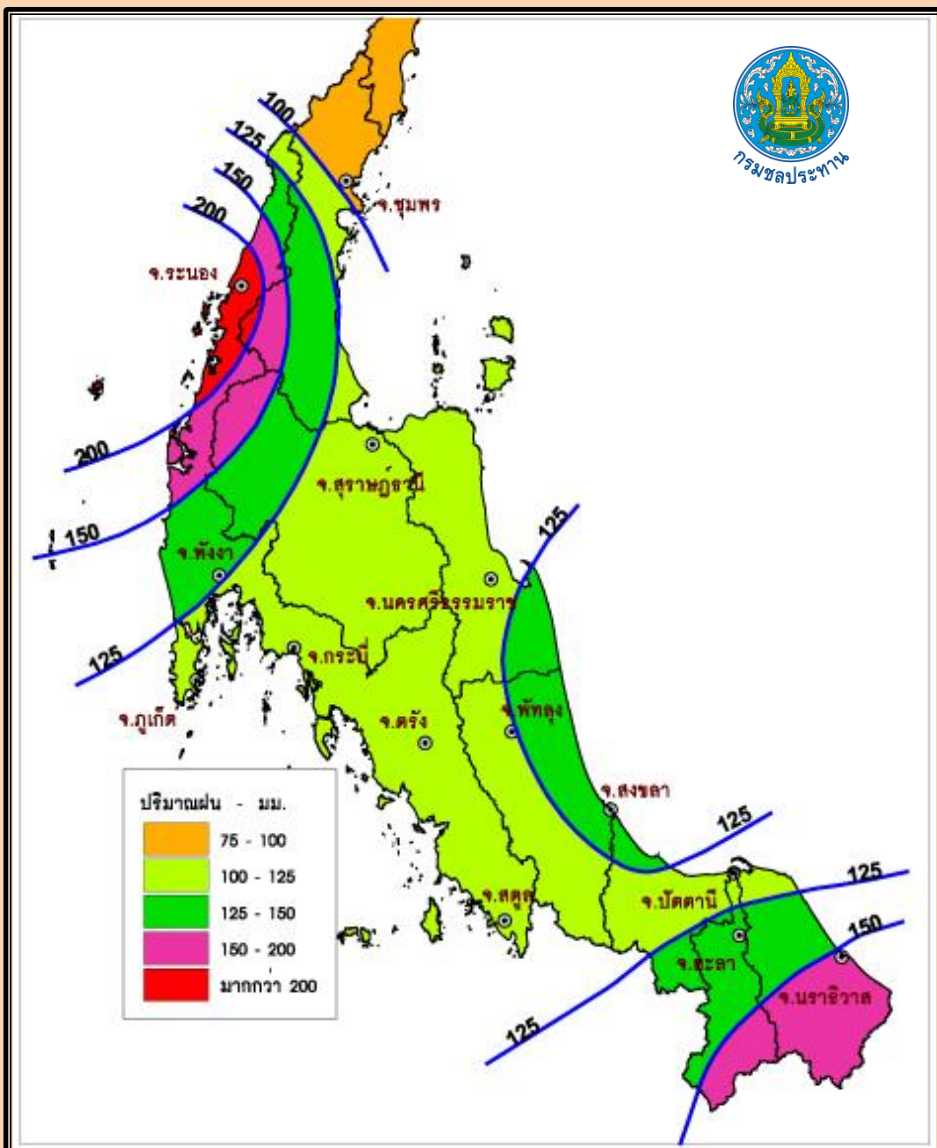 กรมชลประทาน
100
125
150
200
จ.ชุมพร
จ.ระนอง
200
จ.สุราษฎ์ธานี
125
150
จ.พังงา
จ.นครศรีธรรมราช
จ.กระบี่
125
จ.ภูเก็ต
จ.ตรัง
จ.พัทลุง
จ.สงขลา
ปริมาณฝน - มม.
75 - 100
100 - 125
125 - 150
150 - 200
มากกว่า 200
125
125
จ.สตูล
จ.ปัตตานี
150
จ.ยะลา
จ.นราธิวาส
125